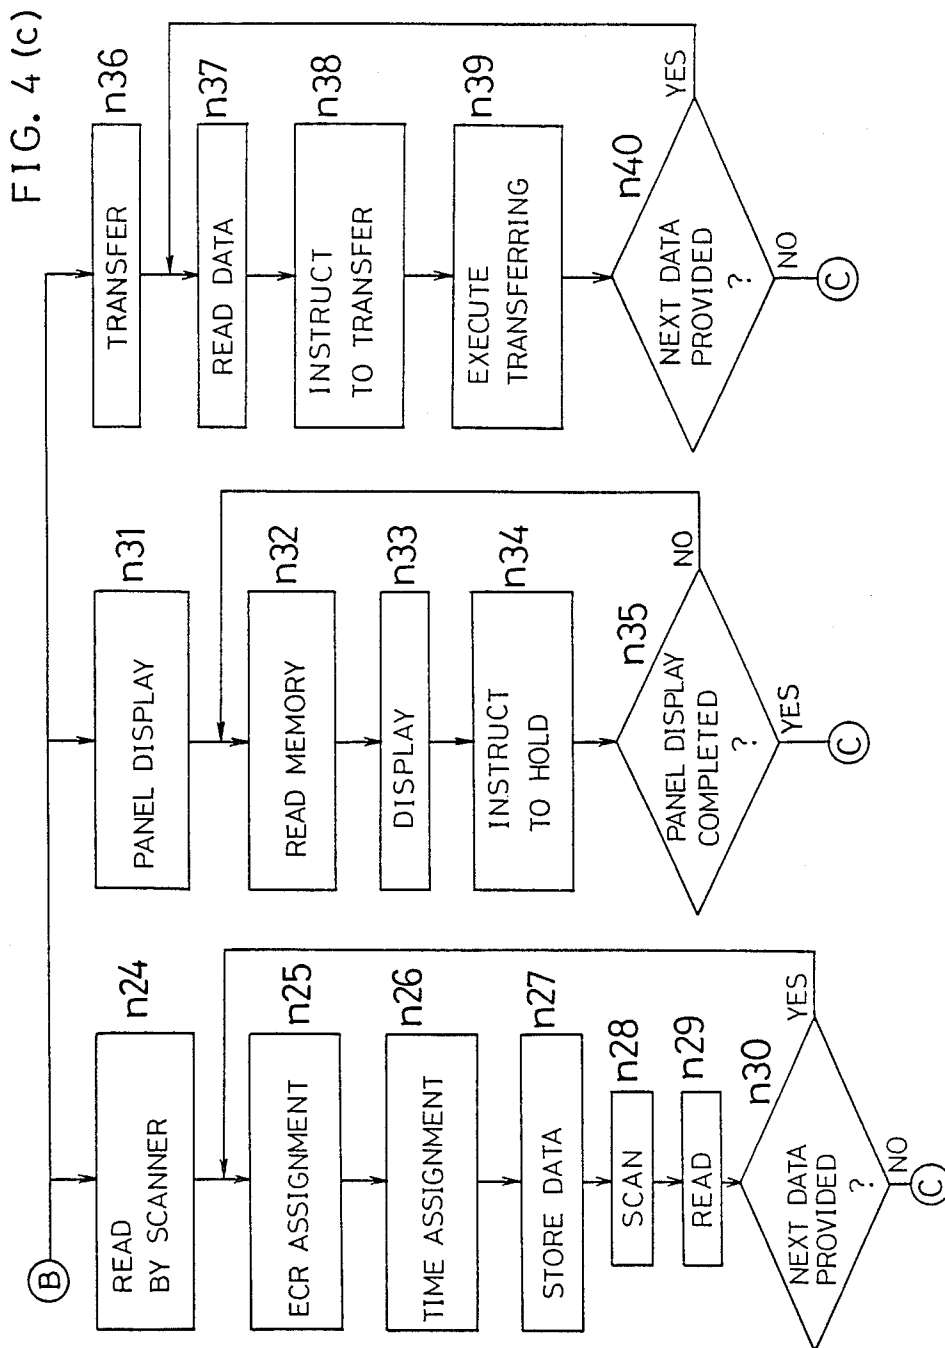 FIG. 4 (c)
B
READ
BY SCANNER
n24
ECR ASSIGNMENT
n25
TIME ASSIGNMENT
n26
STORE DATA
n27
SCAN
n28
READ
n29
NEXT DATA
PROVIDED
?
n30
YES
NO
C
PANEL DISPLAY
n31
READ MEMORY
n32
DISPLAY
n33
INSTRUCT
TO HOLD
n34
PANEL DISPLAY
COMPLETED
?
n35
NO
YES
C
TRANSFER
n36
READ DATA
n37
INSTRUCT
TO TRANSFER
n38
EXECUTE
TRANSFERRING
n39
NEXT DATA
PROVIDED
?
n40
YES
NO
C